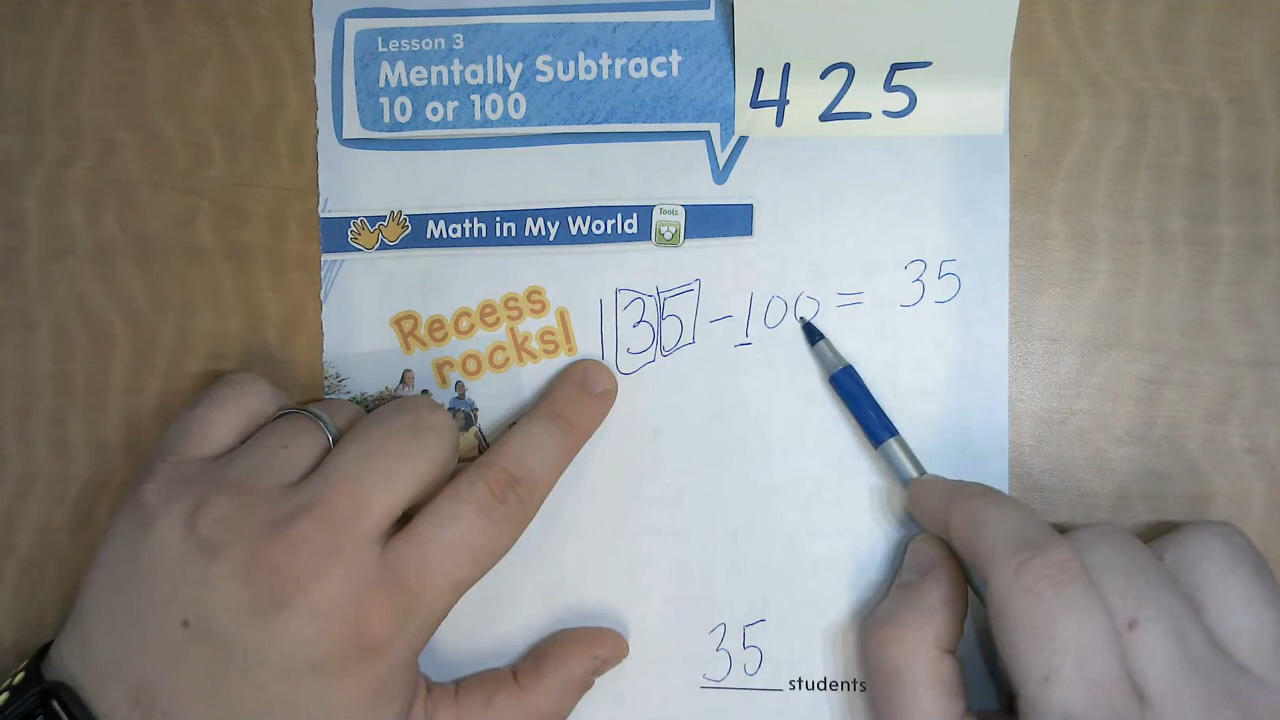 Lesson 3
Mentally Subtract
10 or 100
425
Math in My World
Tools
Recess
rocks!
135 - 100 = 35
35 students